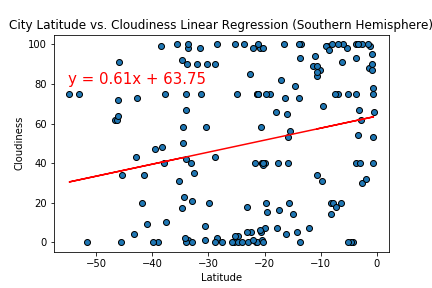 City Latitude vs. Cloudiness Linear Regression (Southern Hemisphere)
100
80
y = 0.61x + 63.75
60
40
20
0
Cloudiness
−50 −40 −30 −20 −10 0
Latitude